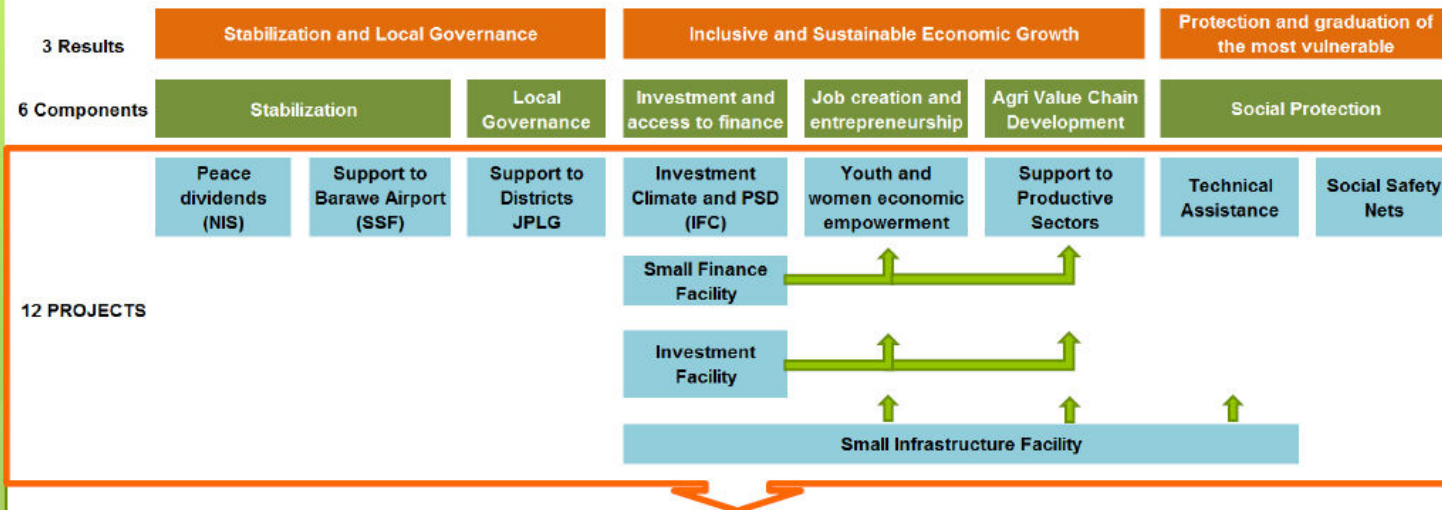 3 Results
Stabilization and Local Governance
Inclusive and Sustainable Economic Growth
Protection and graduation of
the most vulnerable
6 Components
Stabilization
Local
Governance
Investment and
access to finance
Job creation and
entrepreneurship
Agri Value Chain
Development
Social Protection
12 PROJECTS
Peace
dividends
(NIS)
Support to
Barawe Airport
(SSF)
Support to
Districts
JPLG
Investment
Climate and PSD
(IFC)
Youth and
women economic
empowerment
Support to
Productive
Sectors
Technical
Assistance
Social Safety
Nets
Small Finance
Facility
Investment
Facility
Small Infrastructure Facility